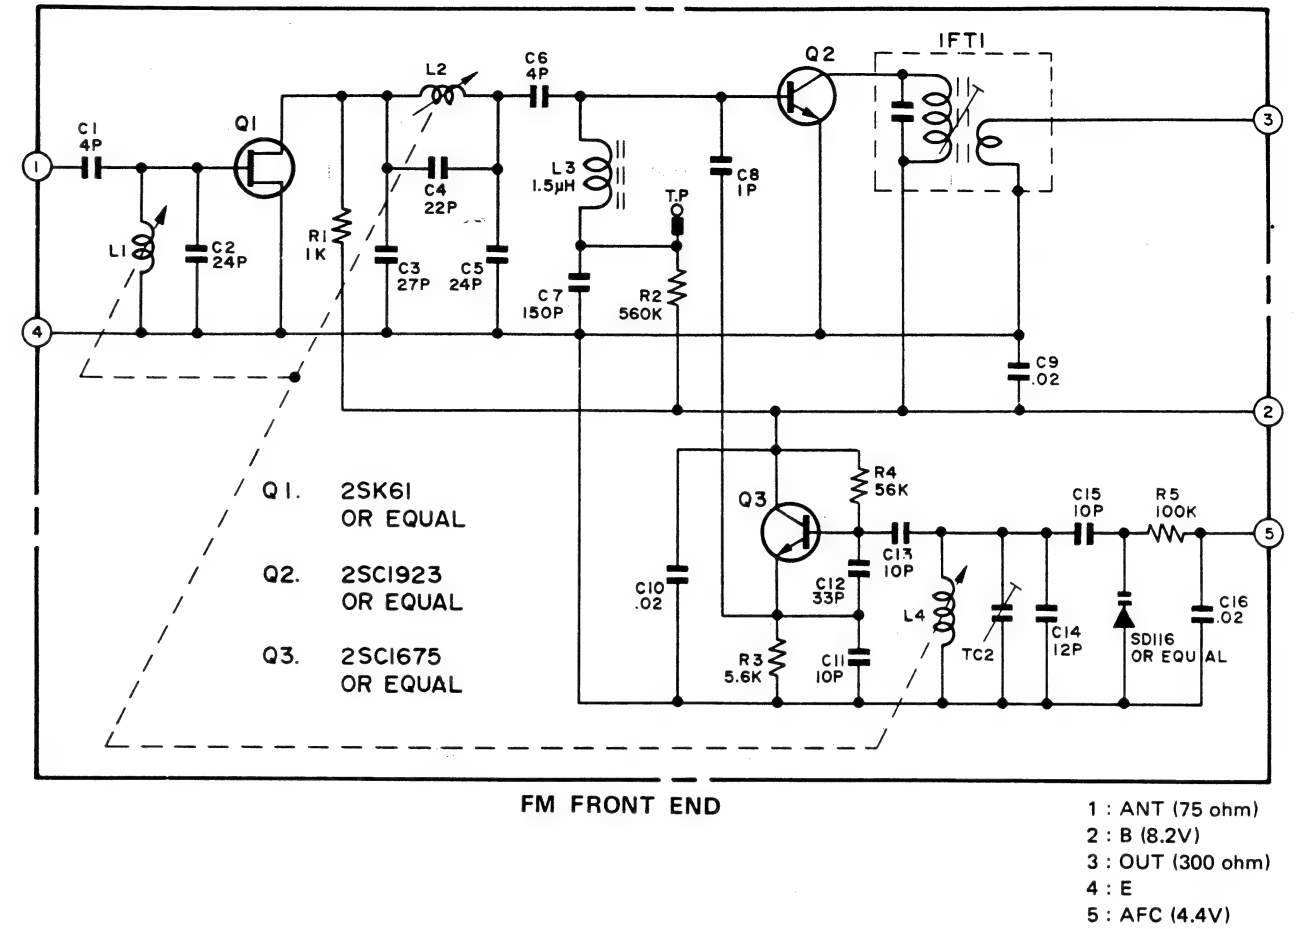 IFT1
Q2
C6
4P
L2
C1
4P
Q1
3
1
C4
22P
L3
1.5µH
T.P
C8
1P
L1
C2
24P
R1
1K
C3
27P
C5
24P
C7
150P
R2
560K
4
C9
.02
2
Q1. 2SK61
OR EQUAL
Q2. 2SC1923
OR EQUAL
Q3. 2SC1675
OR EQUAL
Q3
R4
56K
C13
10P
C15
10P
R5
100K
5
C10
.02
C12
33P
L4
TC2
C14
12P
SD116
OR EQUAL
C16
.02
R3
5.6K
C11
10P
FM FRONT END
1 : ANT (75 ohm)
2 : B (8.2V)
3 : OUT (300 ohm)
4 : E
5 : AFC (4.4V)